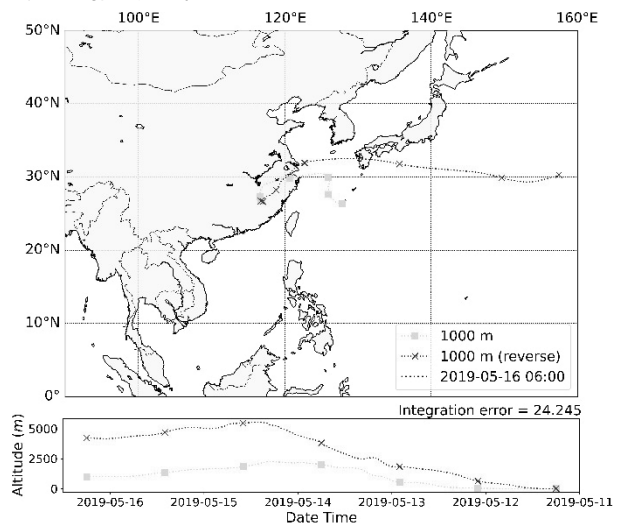 100°E 120°E 140°E 160°E
50°N
40°N
30°N
20°N
10°N
0°
1000 m
1000 m (reverse)
2019-05-16 06:00
Integration error = 24.245
Altitude (m)
5000
2500
0
2019-05-16 2019-05-15 2019-05-14 2019-05-13 2019-05-12 2019-05-11
Date Time